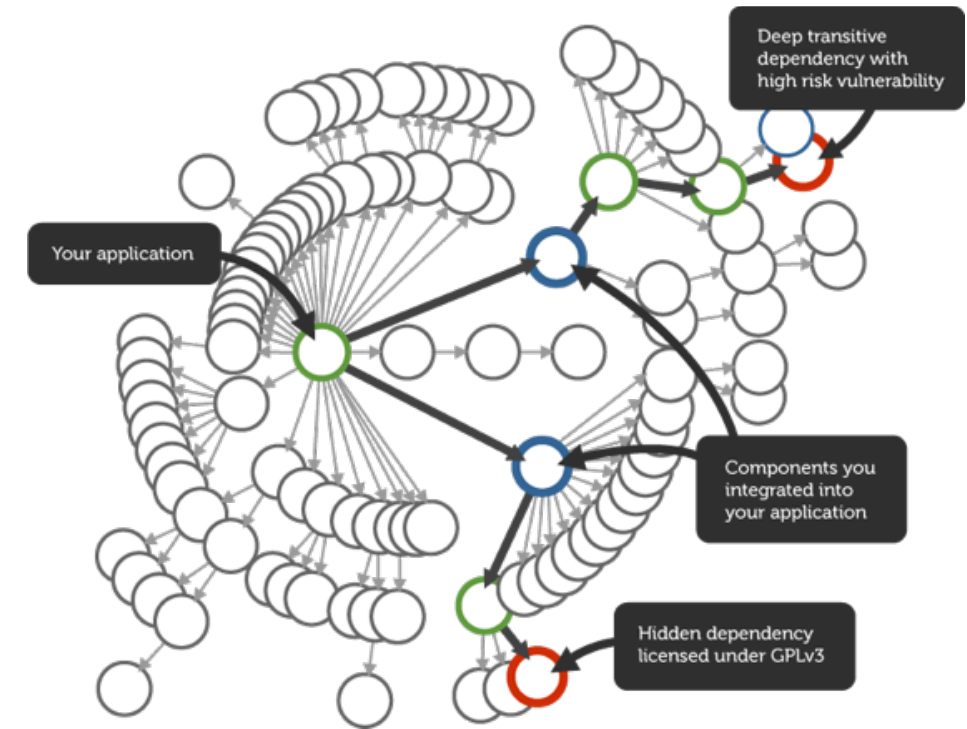 Deep transitive
dependency with
high risk vulnerability
Your application
Components you
integrated into
your application
Hidden dependency
licensed under GPLv3